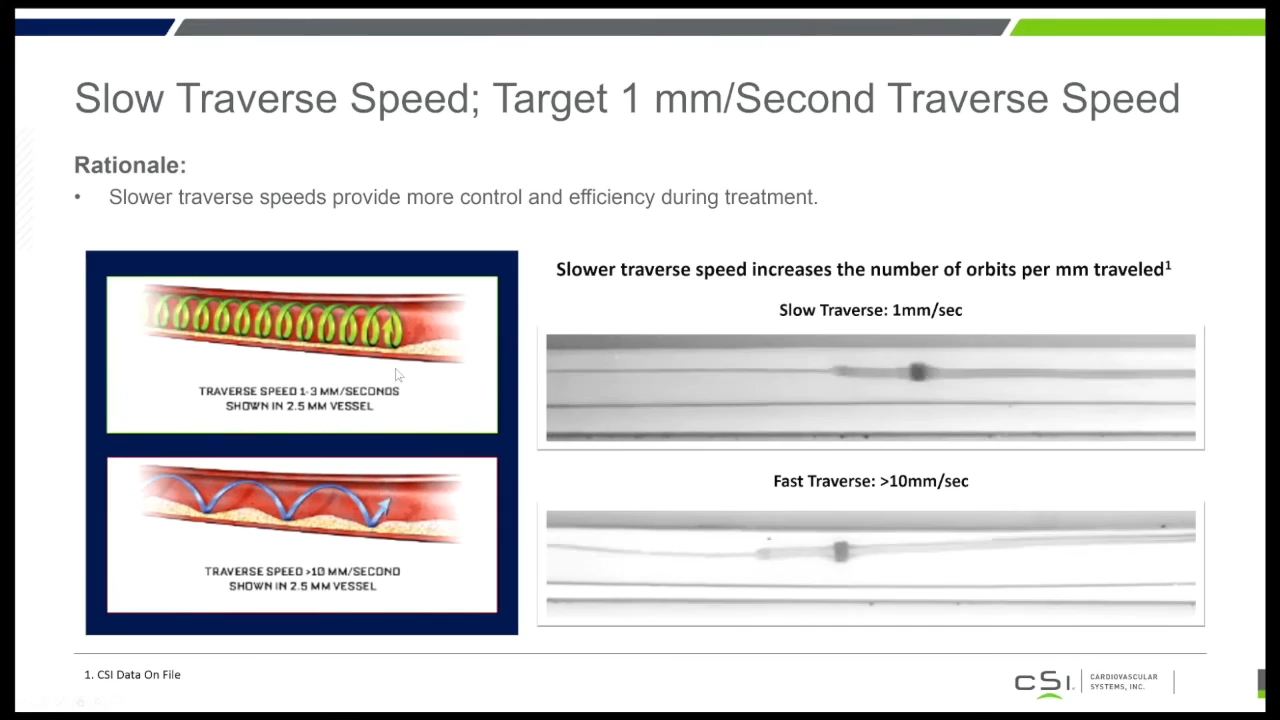 Slow Traverse Speed; Target 1 mm/Second Traverse Speed
Rationale:
• Slower traverse speeds provide more control and efficiency during treatment.
TRAVERSE SPEED 1-3 MM/SECONDS
SHOWN IN 2.5 MM VESSEL
TRAVERSE SPEED >10 MM/SECOND
SHOWN IN 2.5 MM VESSEL
Slower traverse speed increases the number of orbits per mm traveled1
Slow Traverse: 1mm/sec
Fast Traverse: >10mm/sec
1. CSI Data On File
CSI
CARDIOVASCULAR
SYSTEMS, INC.